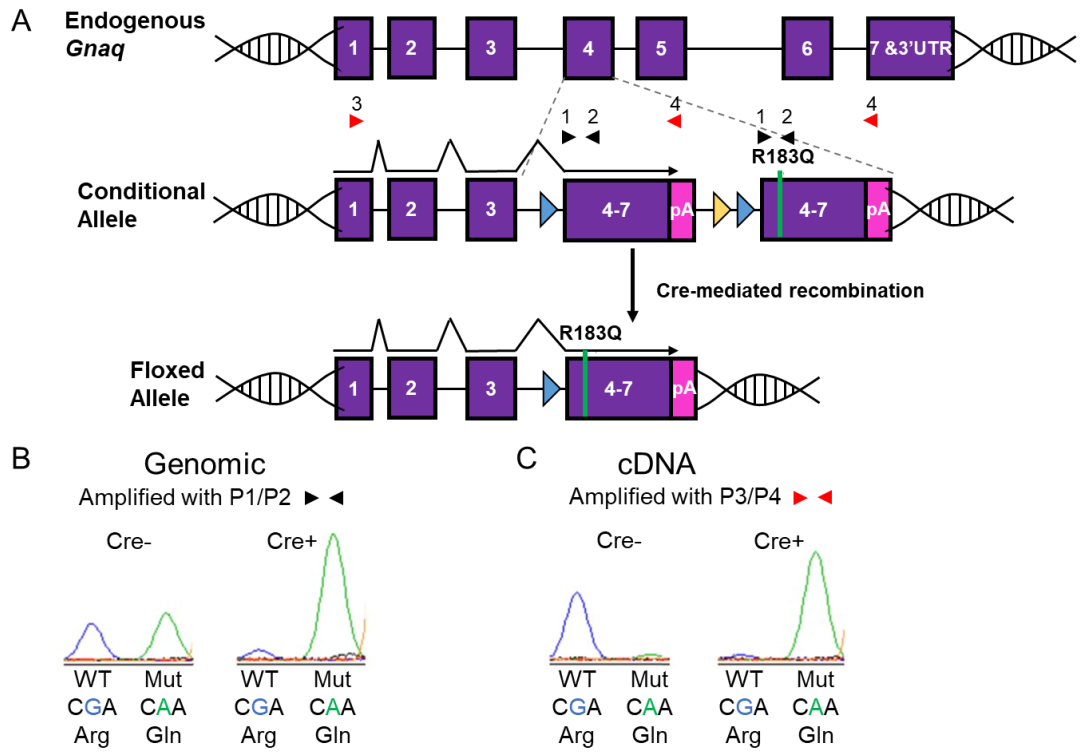 A
Endogenous
Gnaq
1 2 3 4 5 6 7 &3'UTR
3 1 2 4 1 2 4
R183Q
Conditional
Allele
1 2 3 4-7 pA 4-7 pA
Cre-mediated recombination
R183Q
Floxed
Allele
1 2 3 4-7 pA
B
Genomic
Amplified with P1/P2
Cre- Cre+
WT Mut WT Mut
CGA CAA CGA CAA
Arg Gln Arg Gln
C
cDNA
Amplified with P3/P4
Cre- Cre+
WT Mut WT Mut
CGA CAA CGA CAA
Arg Gln Arg Gln